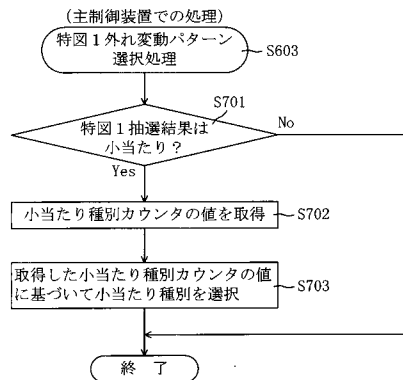 (主制御装置での処理)
特図1外れ変動パターン
選択処理
S603
S701
特図1抽選結果は
小当たり?
No
Yes
小当たり種別カウンタの値を取得
S702
取得した小当たり種別カウンタの値
に基づいて小当たり種別を選択
S703
終 了